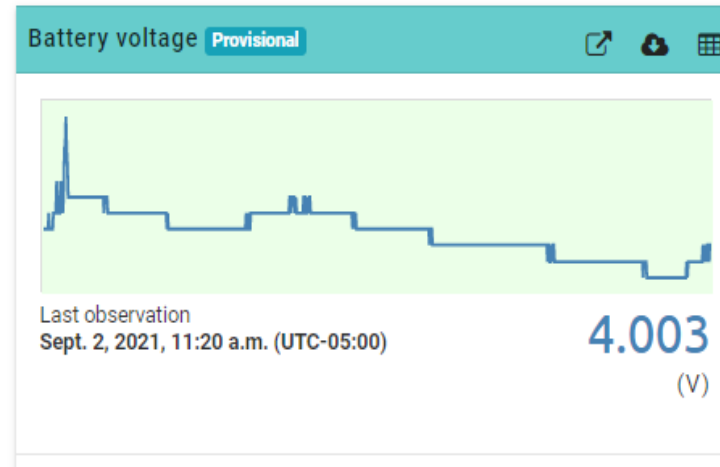 Battery voltage Provisional
Last observation
Sept. 2, 2021, 11:20 a.m. (UTC-05:00)
4.003
(V)